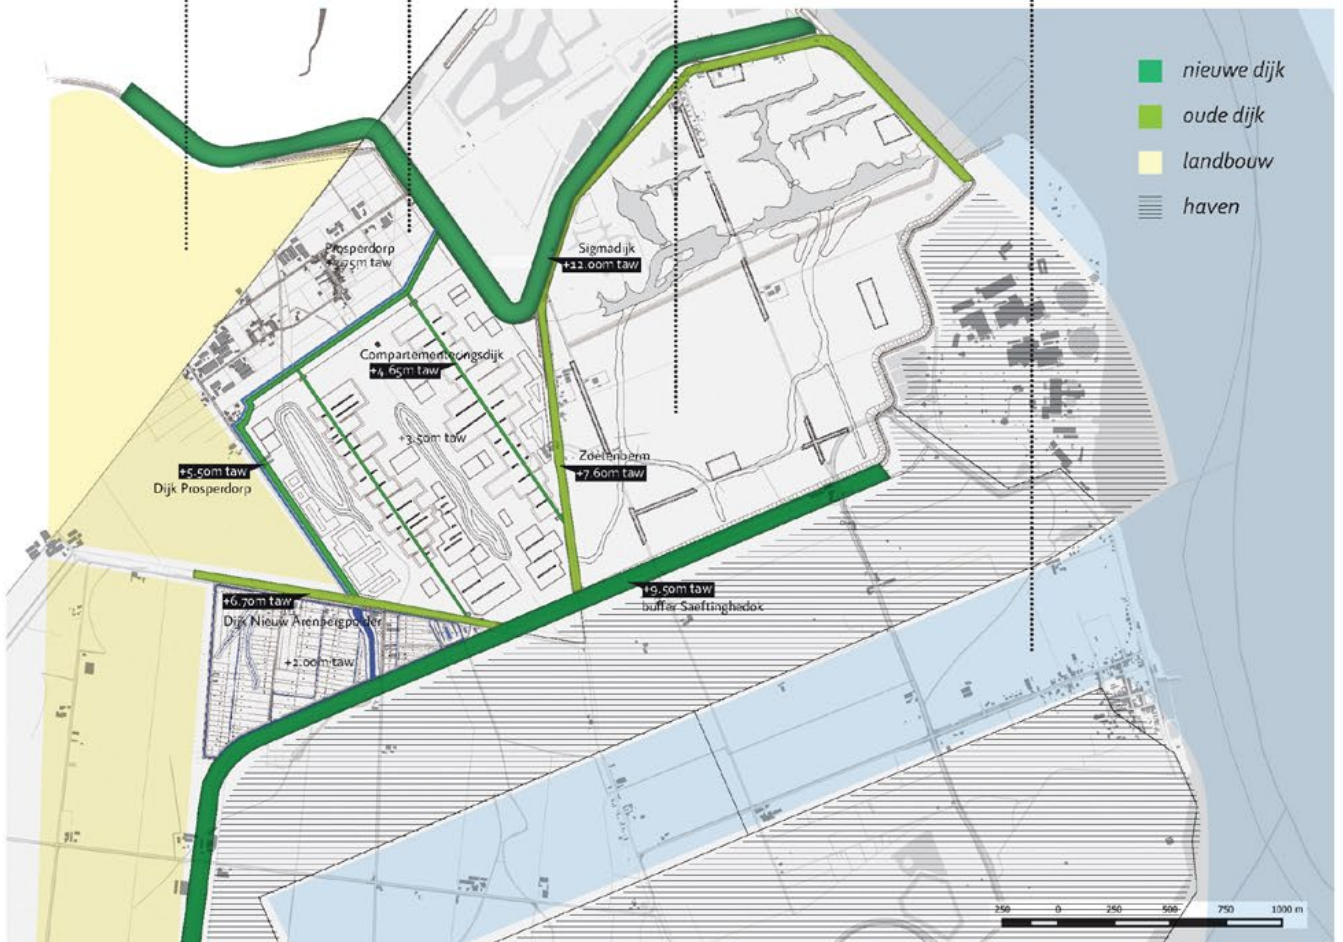 nieuwe dijk
oude dijk
landbouw
haven
Prosperdorp
Sigmadijk
+12.00m taw
Compartementeringsdijk
+4.65m taw
+3.50m taw
Zoetenberm
+7.60m taw
+5.50m taw
Dijk Prosperdorp
+9.50m taw
buffer Saeftinghedok
+6.70m taw
Dijk Nieuw Arenbergpolder
+2.00m taw
250 0 250 500 750 1000 m